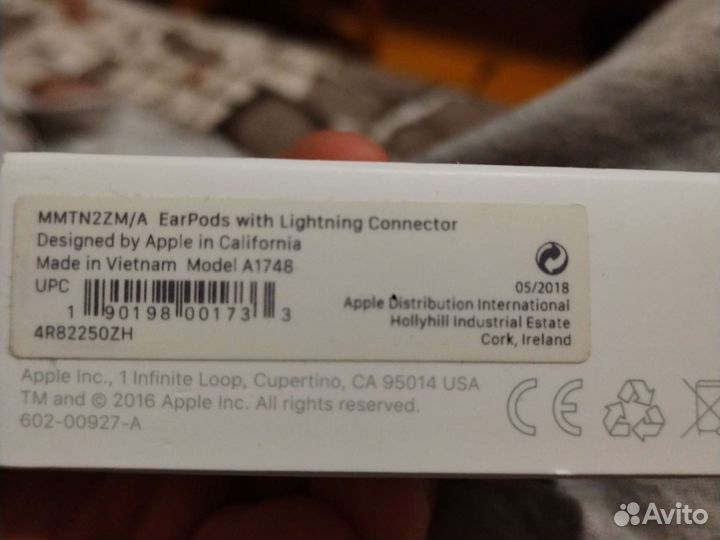 MMTN2ZM/A EarPods with Lightning Connector
Designed by Apple in California
Made in Vietnam Model A1748
UPC
1 90198 00173 3
4R82250ZH
05/2018
Apple Distribution International
Hollyhill Industrial Estate
Cork, Ireland
Apple Inc., 1 Infinite Loop, Cupertino, CA 95014 USA
TM and © 2016 Apple Inc. All rights reserved.
602-00927-A
CE
Avito